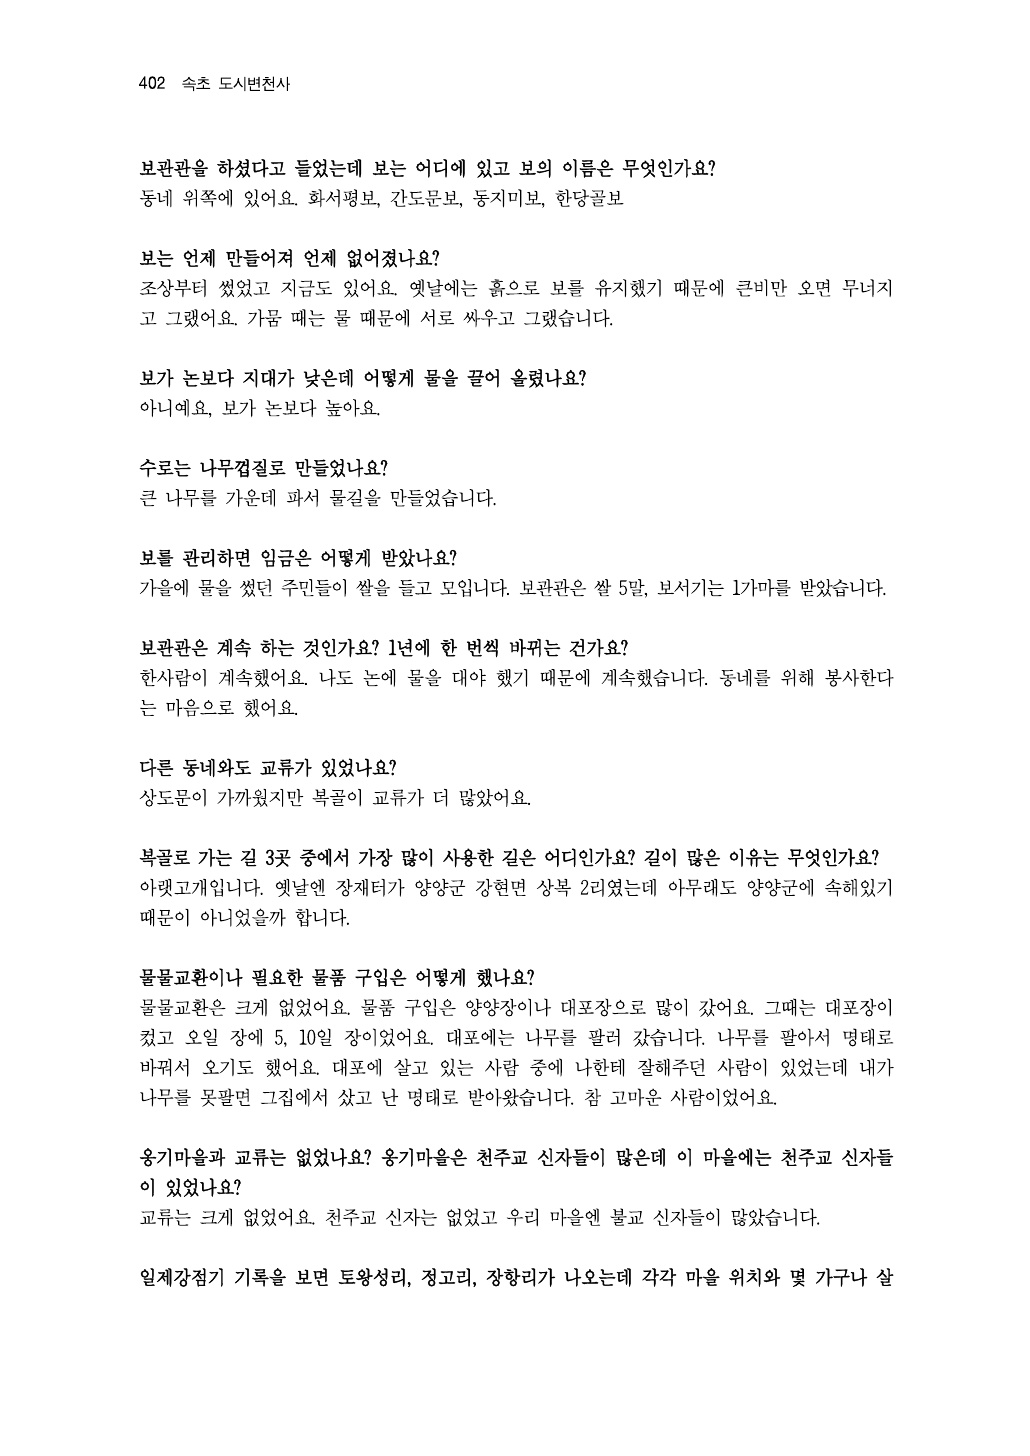 402 속초 도시변천사
보관관을 하셨다고 들었는데 보는 어디에 있고 보의 이름은 무엇인가요?
동네 위쪽에 있어요. 화서평보, 간도문보, 동지미보, 한당골보
보는 언제 만들어져 언제 없어졌나요?
조상부터 썼었고 지금도 있어요. 옛날에는 흙으로 보를 유지했기 때문에 큰비만 오면 무너지
고 그랬어요. 가뭄 때는 물 때문에 서로 싸우고 그랬습니다.
보가 논보다 지대가 낮은데 어떻게 물을 끌어 올렸나요?
아니예요, 보가 논보다 높아요.
수로는 나무껍질로 만들었나요?
큰 나무를 가운데 파서 물길을 만들었습니다.
보를 관리하면 임금은 어떻게 받았나요?
가을에 물을 썼던 주민들이 쌀을 들고 모입니다. 보관관은 쌀 5말, 보서기는 1가마를 받았습니다.
보관관은 계속 하는 것인가요? 1년에 한 번씩 바뀌는 건가요?
한사람이 계속했어요. 나도 논에 물을 대야 했기 때문에 계속했습니다. 동네를 위해 봉사한다
는 마음으로 했어요.
다른 동네와도 교류가 있었나요?
상도문이 가까웠지만 복골이 교류가 더 많았어요.
복골로 가는 길 3곳 중에서 가장 많이 사용한 길은 어디인가요? 길이 많은 이유는 무엇인가요?
아랫고개입니다. 옛날엔 장재터가 양양군 강현면 상복 2리였는데 아무래도 양양군에 속해있기
때문이 아니었을까 합니다.
물물교환이나 필요한 물품 구입은 어떻게 했나요?
물물교환은 크게 없었어요. 물품 구입은 양양장이나 대포장으로 많이 갔어요. 그때는 대포장이
컸고 오일 장에 5, 10일 장이었어요. 대포에는 나무를 팔러 갔습니다. 나무를 팔아서 명태로
바꿔서 오기도 했어요. 대포에 살고 있는 사람 중에 나한테 잘해주던 사람이 있었는데 내가
나무를 못팔면 그집에서 샀고 난 명태로 받아왔습니다. 참 고마운 사람이었어요.
옹기마을과 교류는 없었나요? 옹기마을은 천주교 신자들이 많은데 이 마을에는 천주교 신자들
이 있었나요?
교류는 크게 없었어요. 천주교 신자는 없었고 우리 마을엔 불교 신자들이 많았습니다.
일제강점기 기록을 보면 토왕성리, 정고리, 장항리가 나오는데 각각 마을 위치와 몇 가구나 살